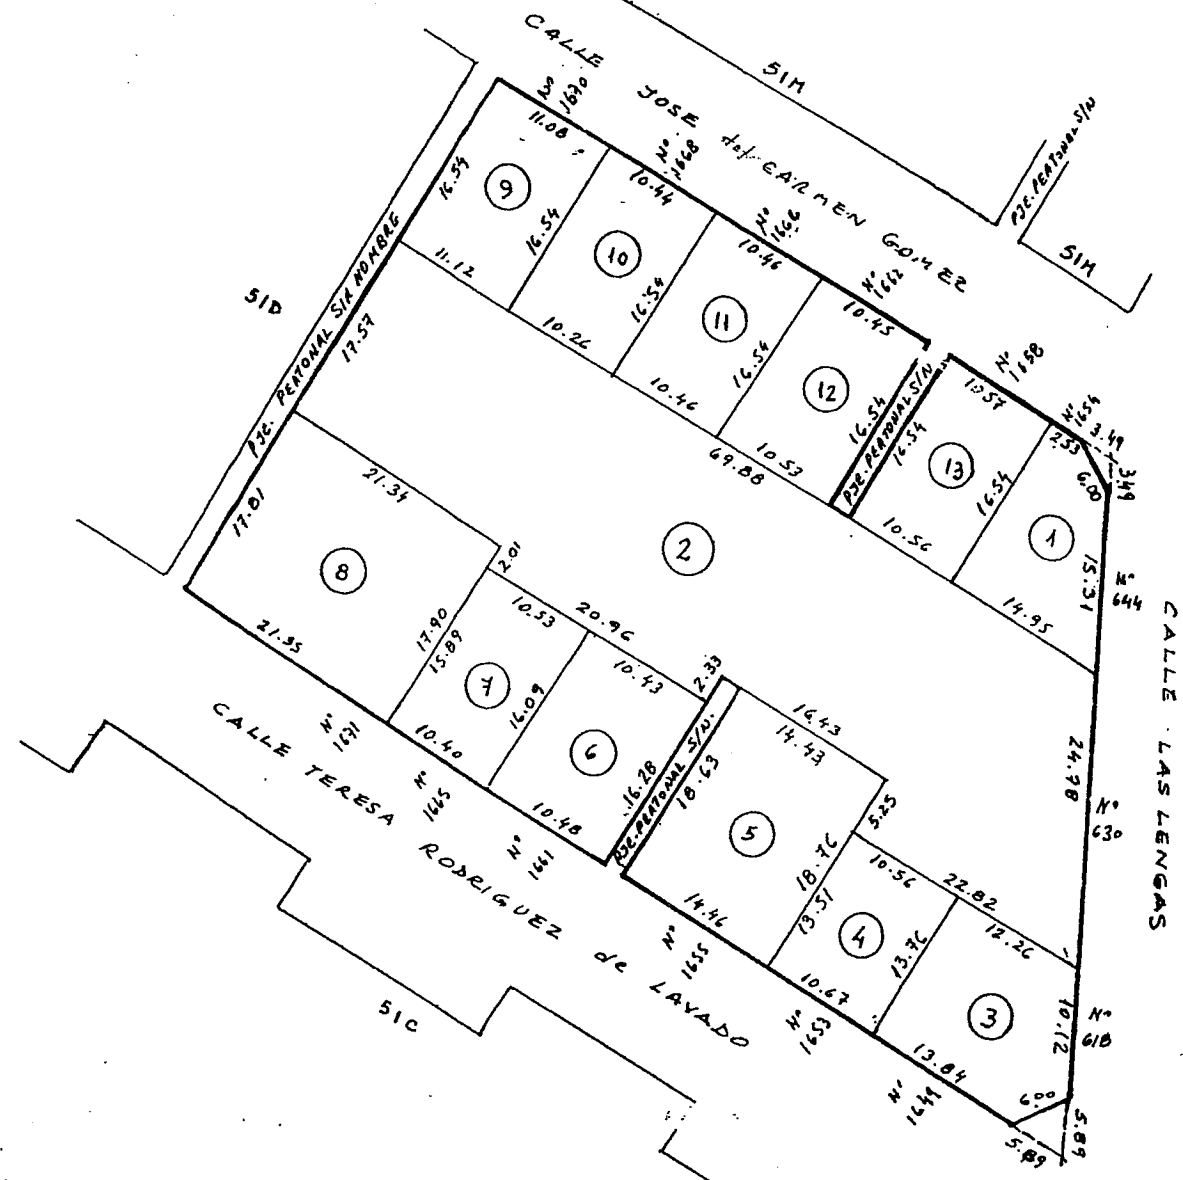 CALLE JOSE del CARMEN GOMEZ
51M
PJE. PEATONAL S/N
51M
Nº 1670
11.08
Nº 1668
10.44
Nº 1666
10.46
Nº 1662
10.45
Nº 1658
10.57
Nº 1654
2.53
3.49
3.49
6.00
16.54
9
16.54
10
16.54
11
16.54
12
16.54
PJE. PEATONAL S/N
16.54
13
16.54
1
15.31
Nº 644
11.12
10.26
10.46
10.53
69.88
10.56
14.95
51D
PJE. PEATONAL SIN NOMBRE
17.57
2
17.81
21.34
8
2.01
17.90
15.89
21.35
10.53
20.96
10.43
2.33
7
16.09
6
16.28
PJE. PEATONAL S/N.
18.63
16.43
14.43
5
5.25
18.76
13.51
10.40
10.48
14.46
10.56
22.82
12.26
4
13.76
10.67
3
13.84
24.78
Nº 630
10.12
Nº 618
6.00
5.89
5.89
CALLE LAS LENGAS
CALLE TERESA RODRIGUEZ de LAVADO
Nº 1671
Nº 1665
Nº 1661
Nº 1655
Nº 1653
Nº 1649
51C